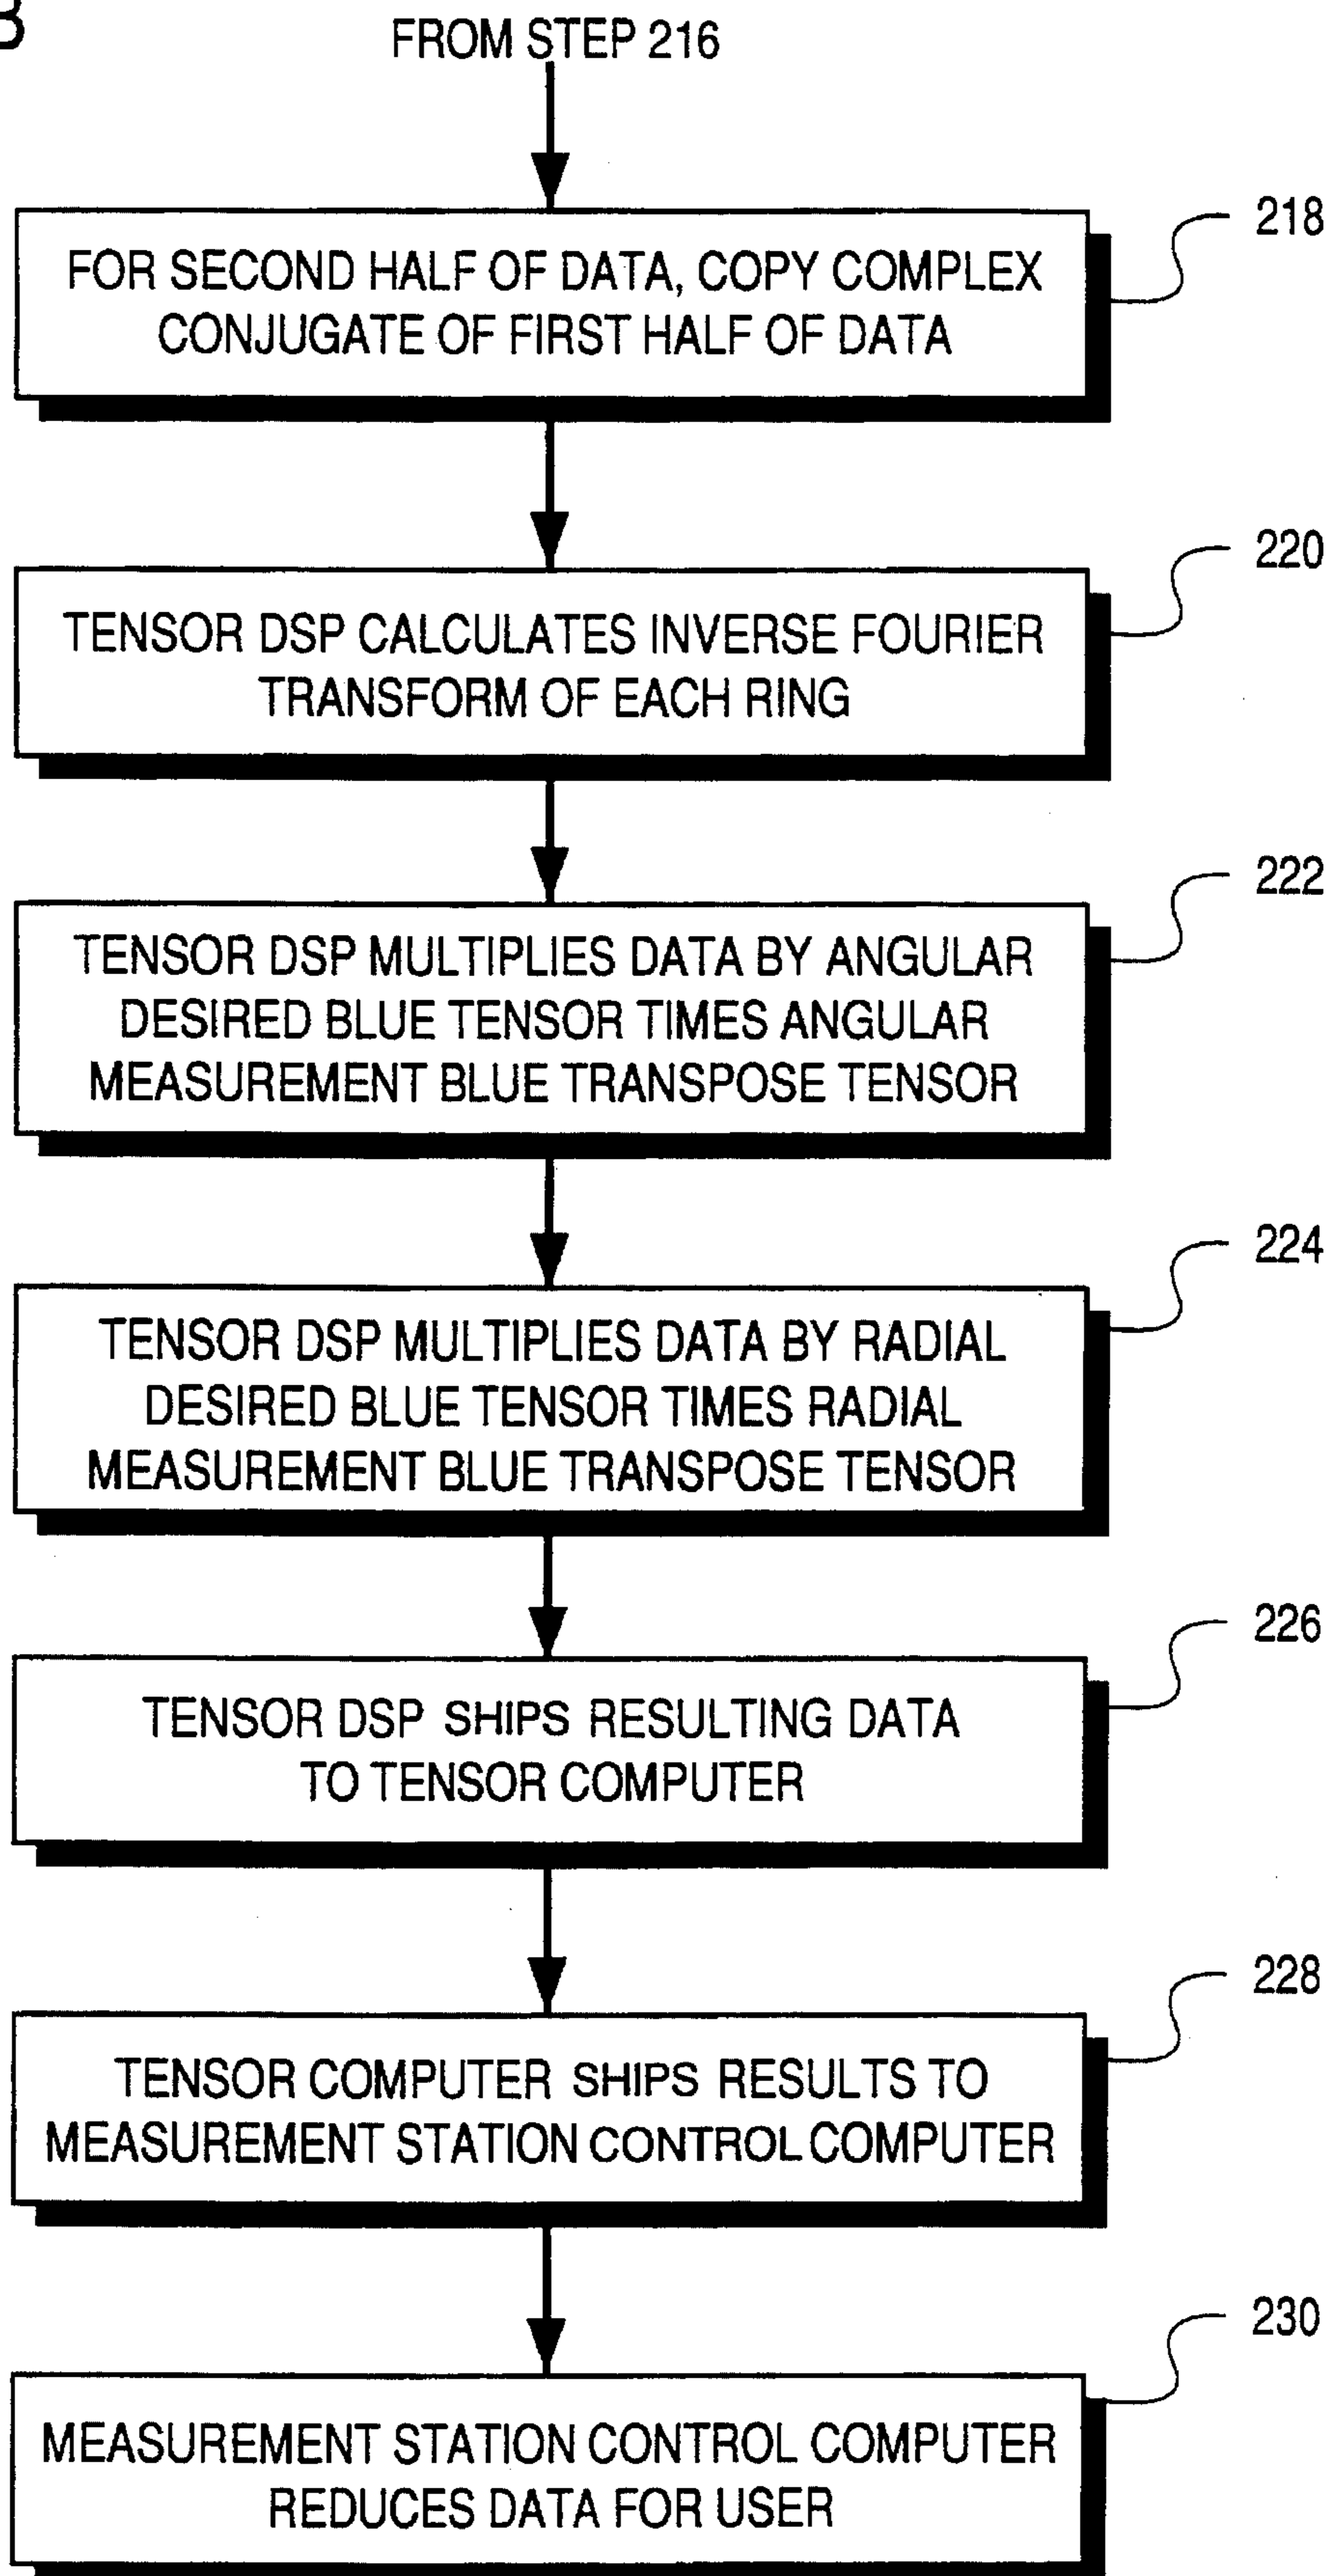 B
FROM STEP 216
218
FOR SECOND HALF OF DATA, COPY COMPLEX
CONJUGATE OF FIRST HALF OF DATA
220
TENSOR DSP CALCULATES INVERSE FOURIER
TRANSFORM OF EACH RING
222
TENSOR DSP MULTIPLIES DATA BY ANGULAR
DESIRED BLUE TENSOR TIMES ANGULAR
MEASUREMENT BLUE TRANSPOSE TENSOR
224
TENSOR DSP MULTIPLIES DATA BY RADIAL
DESIRED BLUE TENSOR TIMES RADIAL
MEASUREMENT BLUE TRANSPOSE TENSOR
226
TENSOR DSP SHIPS RESULTING DATA
TO TENSOR COMPUTER
228
TENSOR COMPUTER SHIPS RESULTS TO
MEASUREMENT STATION CONTROL COMPUTER
230
MEASUREMENT STATION CONTROL COMPUTER
REDUCES DATA FOR USER